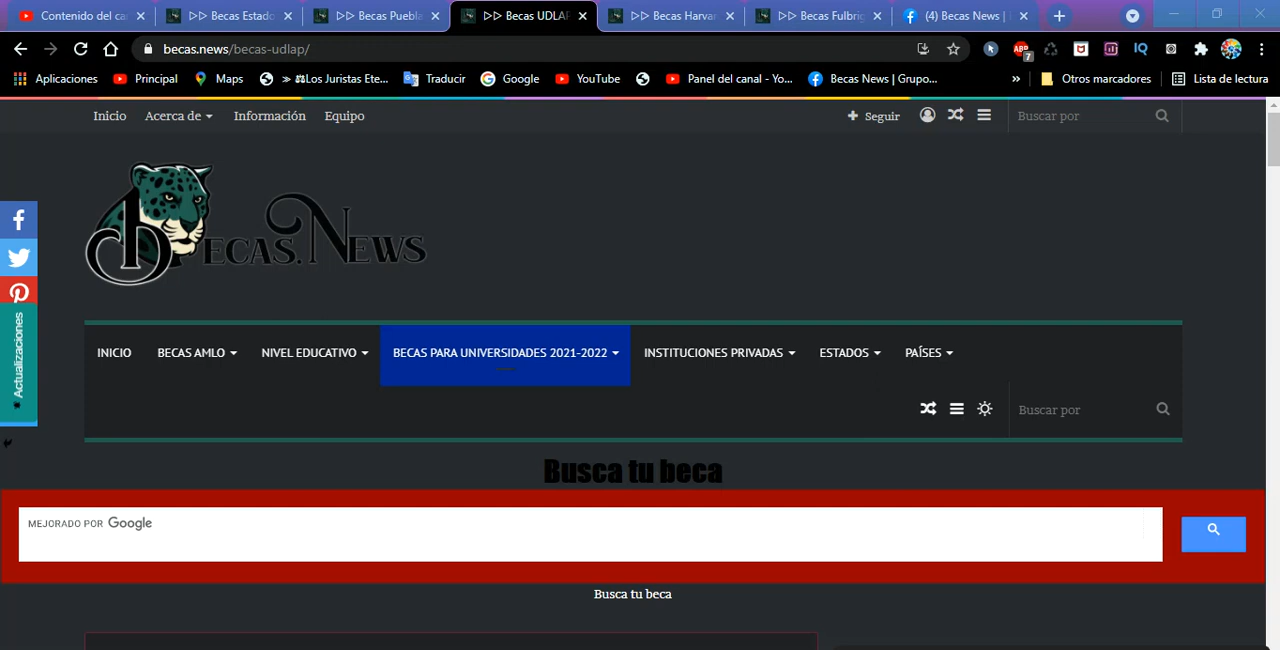 Contenido del ca
▷▷ Becas Estado
▷▷ Becas Puebla
▷▷ Becas UDLAP
▷▷ Becas Harvar
▷▷ Becas Fulbrig
(4) Becas News |
becas.news/becas-udlap/
ABP
7
IQ
Aplicaciones
Principal
Maps
≫ ⚖Los Juristas Ete...
Traducir
Google
YouTube
Panel del canal - Yo...
Becas News | Grupo...
»
Otros marcadores
Lista de lectura
Inicio
Acerca de
Información
Equipo
Seguir
Buscar por
becas.News
Actualizaciones
INICIO
BECAS AMLO
NIVEL EDUCATIVO
BECAS PARA UNIVERSIDADES 2021-2022
INSTITUCIONES PRIVADAS
ESTADOS
PAÍSES
Buscar por
Busca tu beca
MEJORADO POR Google
Busca tu beca